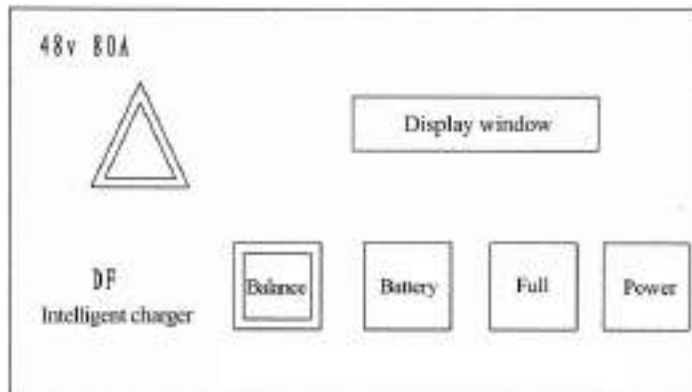 48v 80A
Display window
DF
Intelligent charger
Balance
Battery
Full
Power